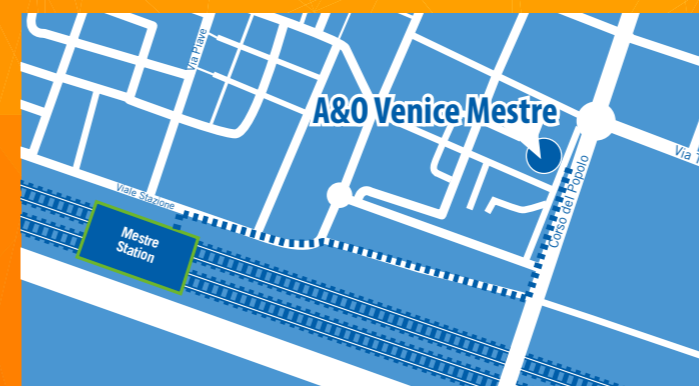 Via Piave
A&O Venice Mestre
Via
Viale Stazione
Corso del Popolo
Mestre
Station